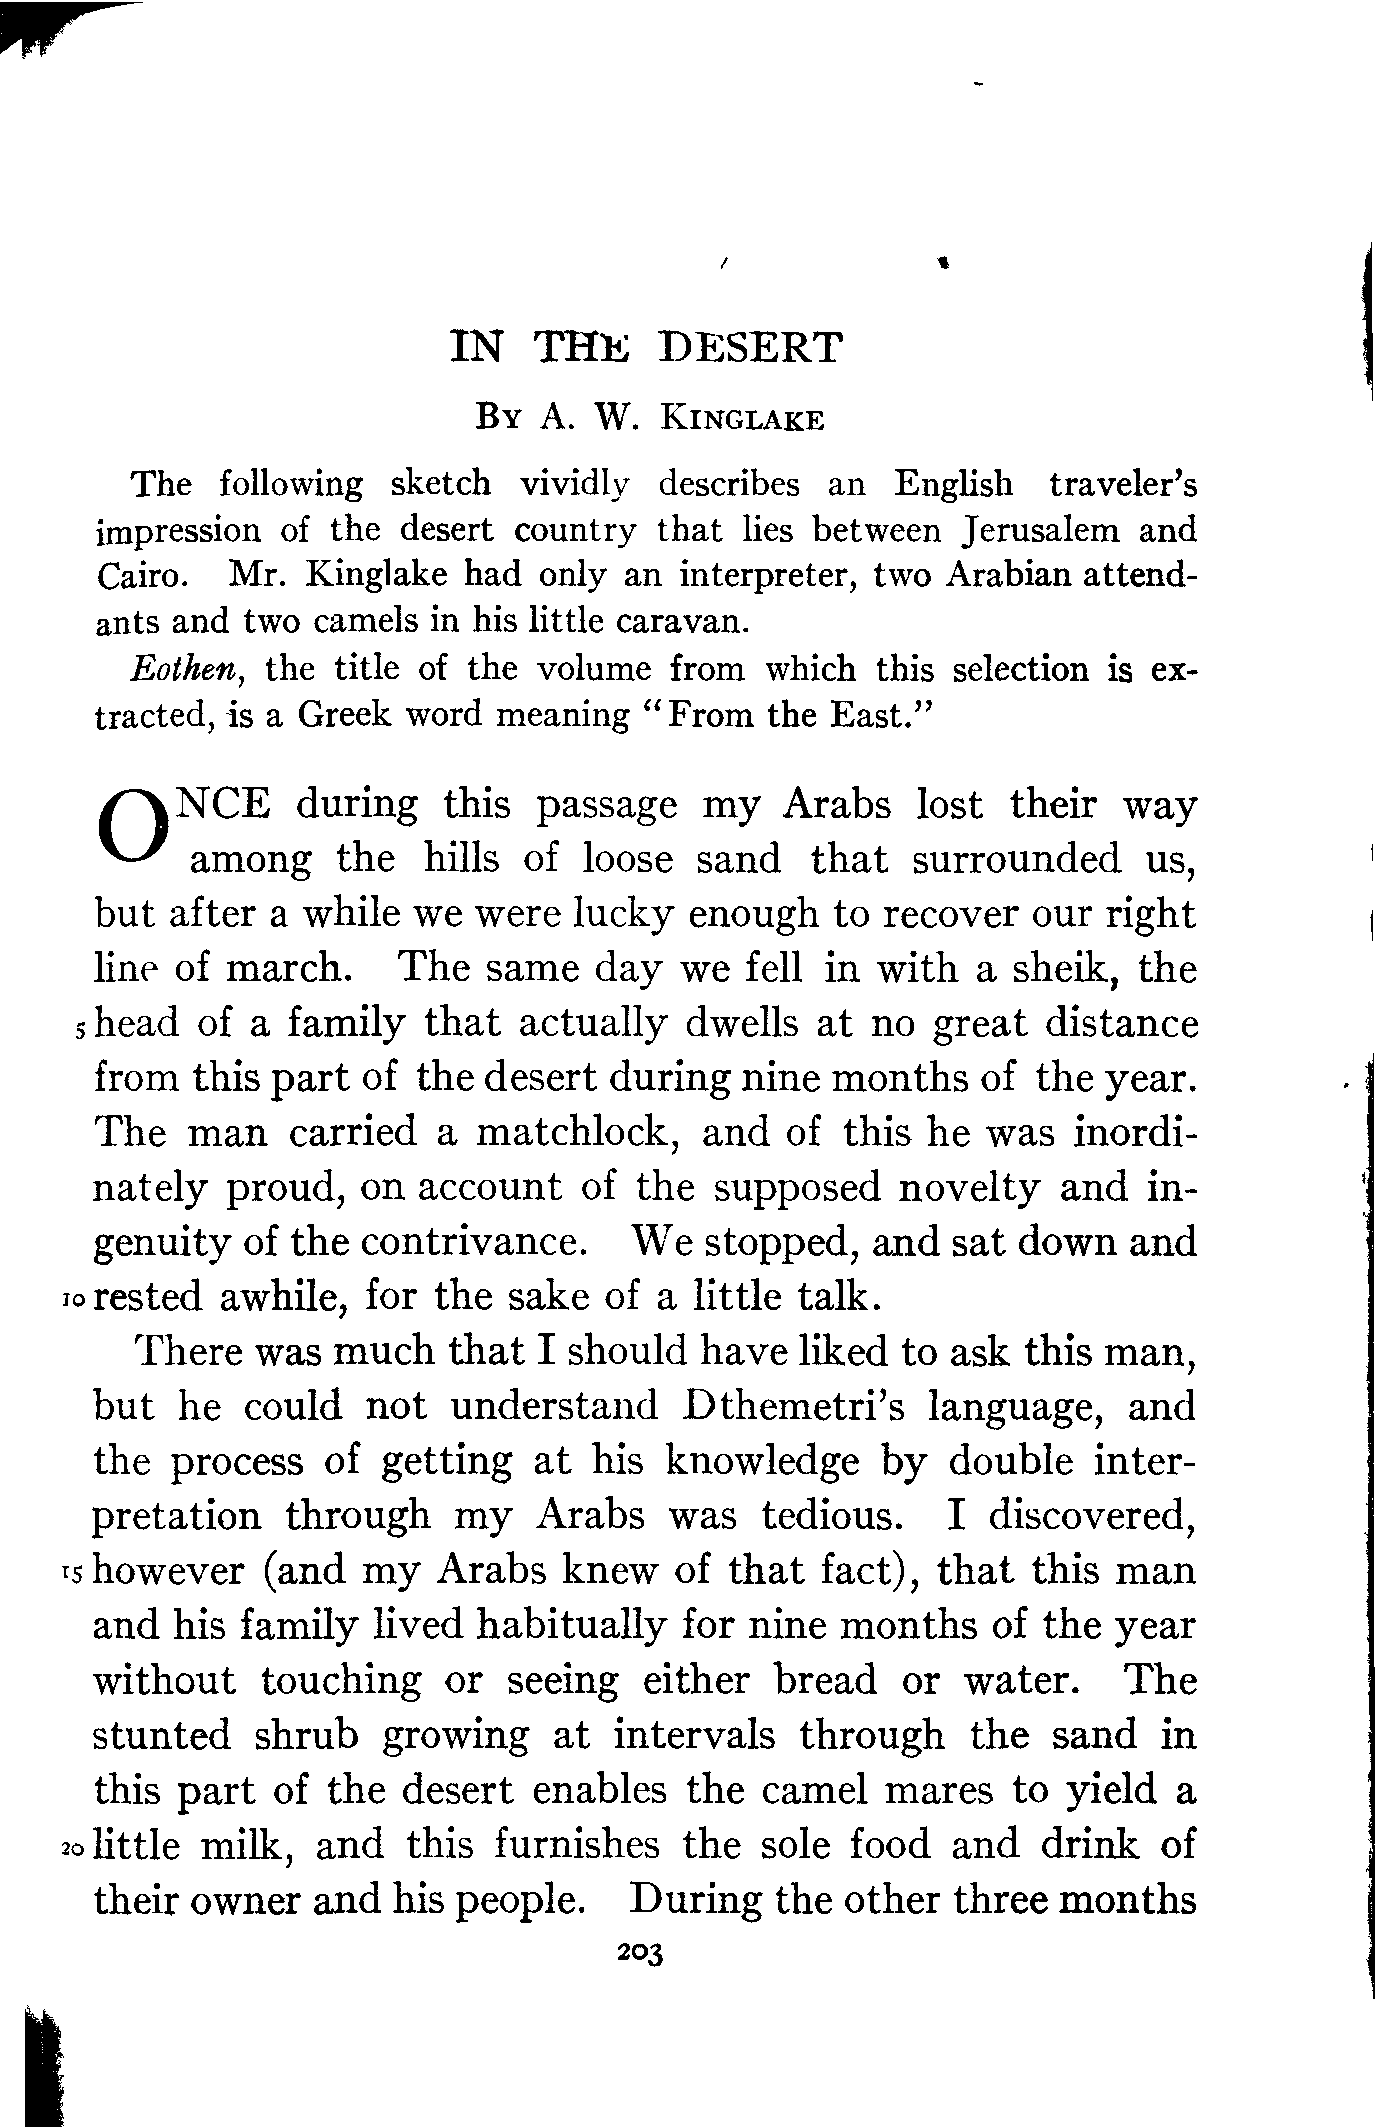 IN THE DESERT
By A. W. Kinglake
The following sketch vividly describes an English traveler's
impression of the desert country that lies between Jerusalem and
Cairo. Mr. Kinglake had only an interpreter, two Arabian attend-
ants and two camels in his little caravan.
Eothen, the title of the volume from which this selection is ex-
tracted, is a Greek word meaning "From the East."
ONCE during this passage my Arabs lost their way
among the hills of loose sand that surrounded us,
but after a while we were lucky enough to recover our right
line of march. The same day we fell in with a sheik, the
5 head of a family that actually dwells at no great distance
from this part of the desert during nine months of the year.
The man carried a matchlock, and of this he was inordi-
nately proud, on account of the supposed novelty and in-
genuity of the contrivance. We stopped, and sat down and
10 rested awhile, for the sake of a little talk.
There was much that I should have liked to ask this man,
but he could not understand Dthemetri's language, and
the process of getting at his knowledge by double inter-
pretation through my Arabs was tedious. I discovered,
15 however (and my Arabs knew of that fact), that this man
and his family lived habitually for nine months of the year
without touching or seeing either bread or water. The
stunted shrub growing at intervals through the sand in
this part of the desert enables the camel mares to yield a
20 little milk, and this furnishes the sole food and drink of
their owner and his people. During the other three months
203